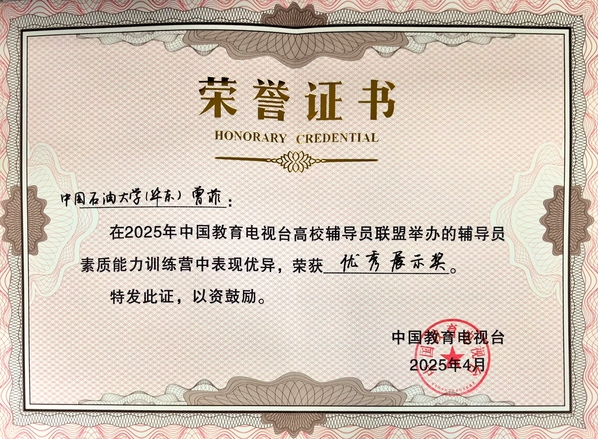 荣誉证书
HONORARY CREDENTIAL
中国石油大学(华东) 曾菲:
在2025年中国教育电视台高校辅导员联盟举办的辅导员
素质能力训练营中表现优异,荣获 优秀展示奖 。
特发此证,以资鼓励。
中国教育电视台
2025年4月